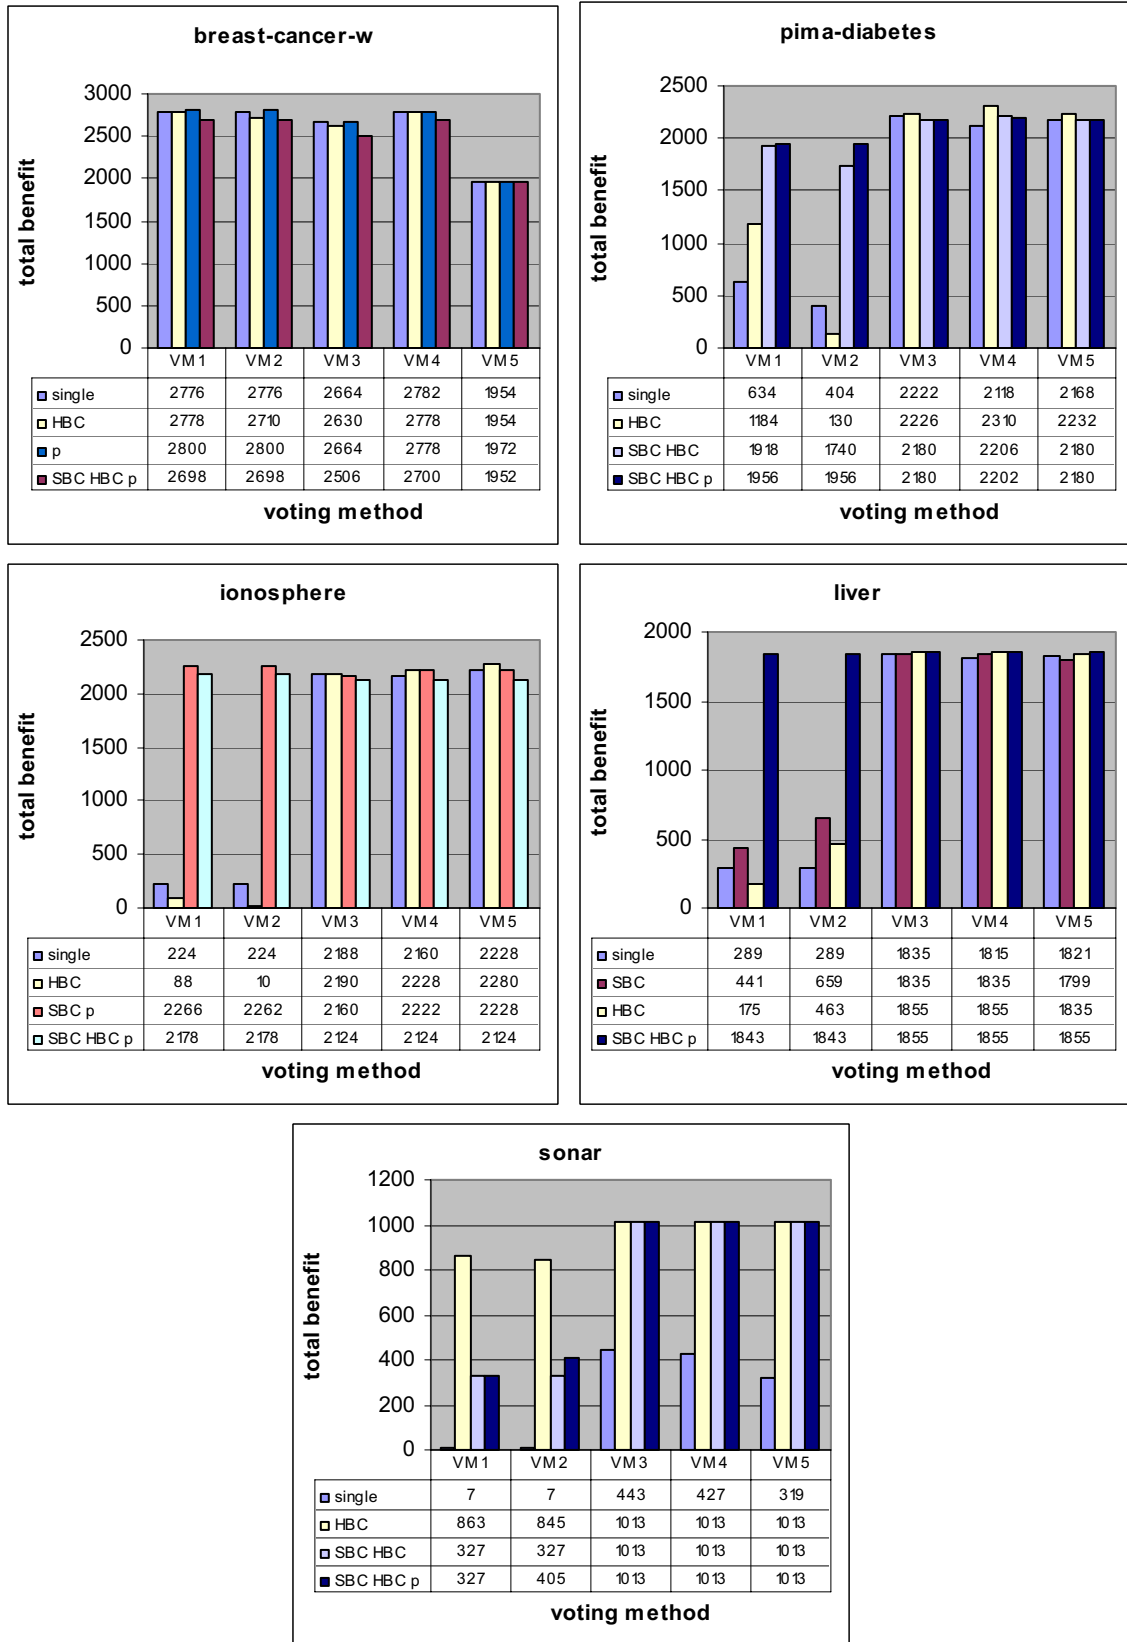 breast-cancer-w
total benefit
3000
2500
2000
1500
1000
500
0
VM1 VM2 VM3 VM4 VM5
single 2776 2776 2664 2782 1954
HBC 2778 2710 2630 2778 1954
p 2800 2800 2664 2778 1972
SBC HBC p 2698 2698 2506 2700 1952
voting method
pima-diabetes
total benefit
2500
2000
1500
1000
500
0
VM1 VM2 VM3 VM4 VM5
single 634 404 2222 2118 2168
HBC 1184 130 2226 2310 2232
SBC HBC 1918 1740 2180 2206 2180
SBC HBC p 1956 1956 2180 2202 2180
voting method
ionosphere
total benefit
2500
2000
1500
1000
500
0
VM1 VM2 VM3 VM4 VM5
single 224 224 2188 2160 2228
HBC 88 10 2190 2228 2280
SBC p 2266 2262 2160 2222 2228
SBC HBC p 2178 2178 2124 2124 2124
voting method
liver
total benefit
2000
1500
1000
500
0
VM1 VM2 VM3 VM4 VM5
single 289 289 1835 1815 1821
SBC 441 659 1835 1835 1799
HBC 175 463 1855 1855 1835
SBC HBC p 1843 1843 1855 1855 1855
voting method
sonar
total benefit
1200
1000
800
600
400
200
0
VM1 VM2 VM3 VM4 VM5
single 7 7 443 427 319
HBC 863 845 1013 1013 1013
SBC HBC 327 327 1013 1013 1013
SBC HBC p 327 405 1013 1013 1013
voting method